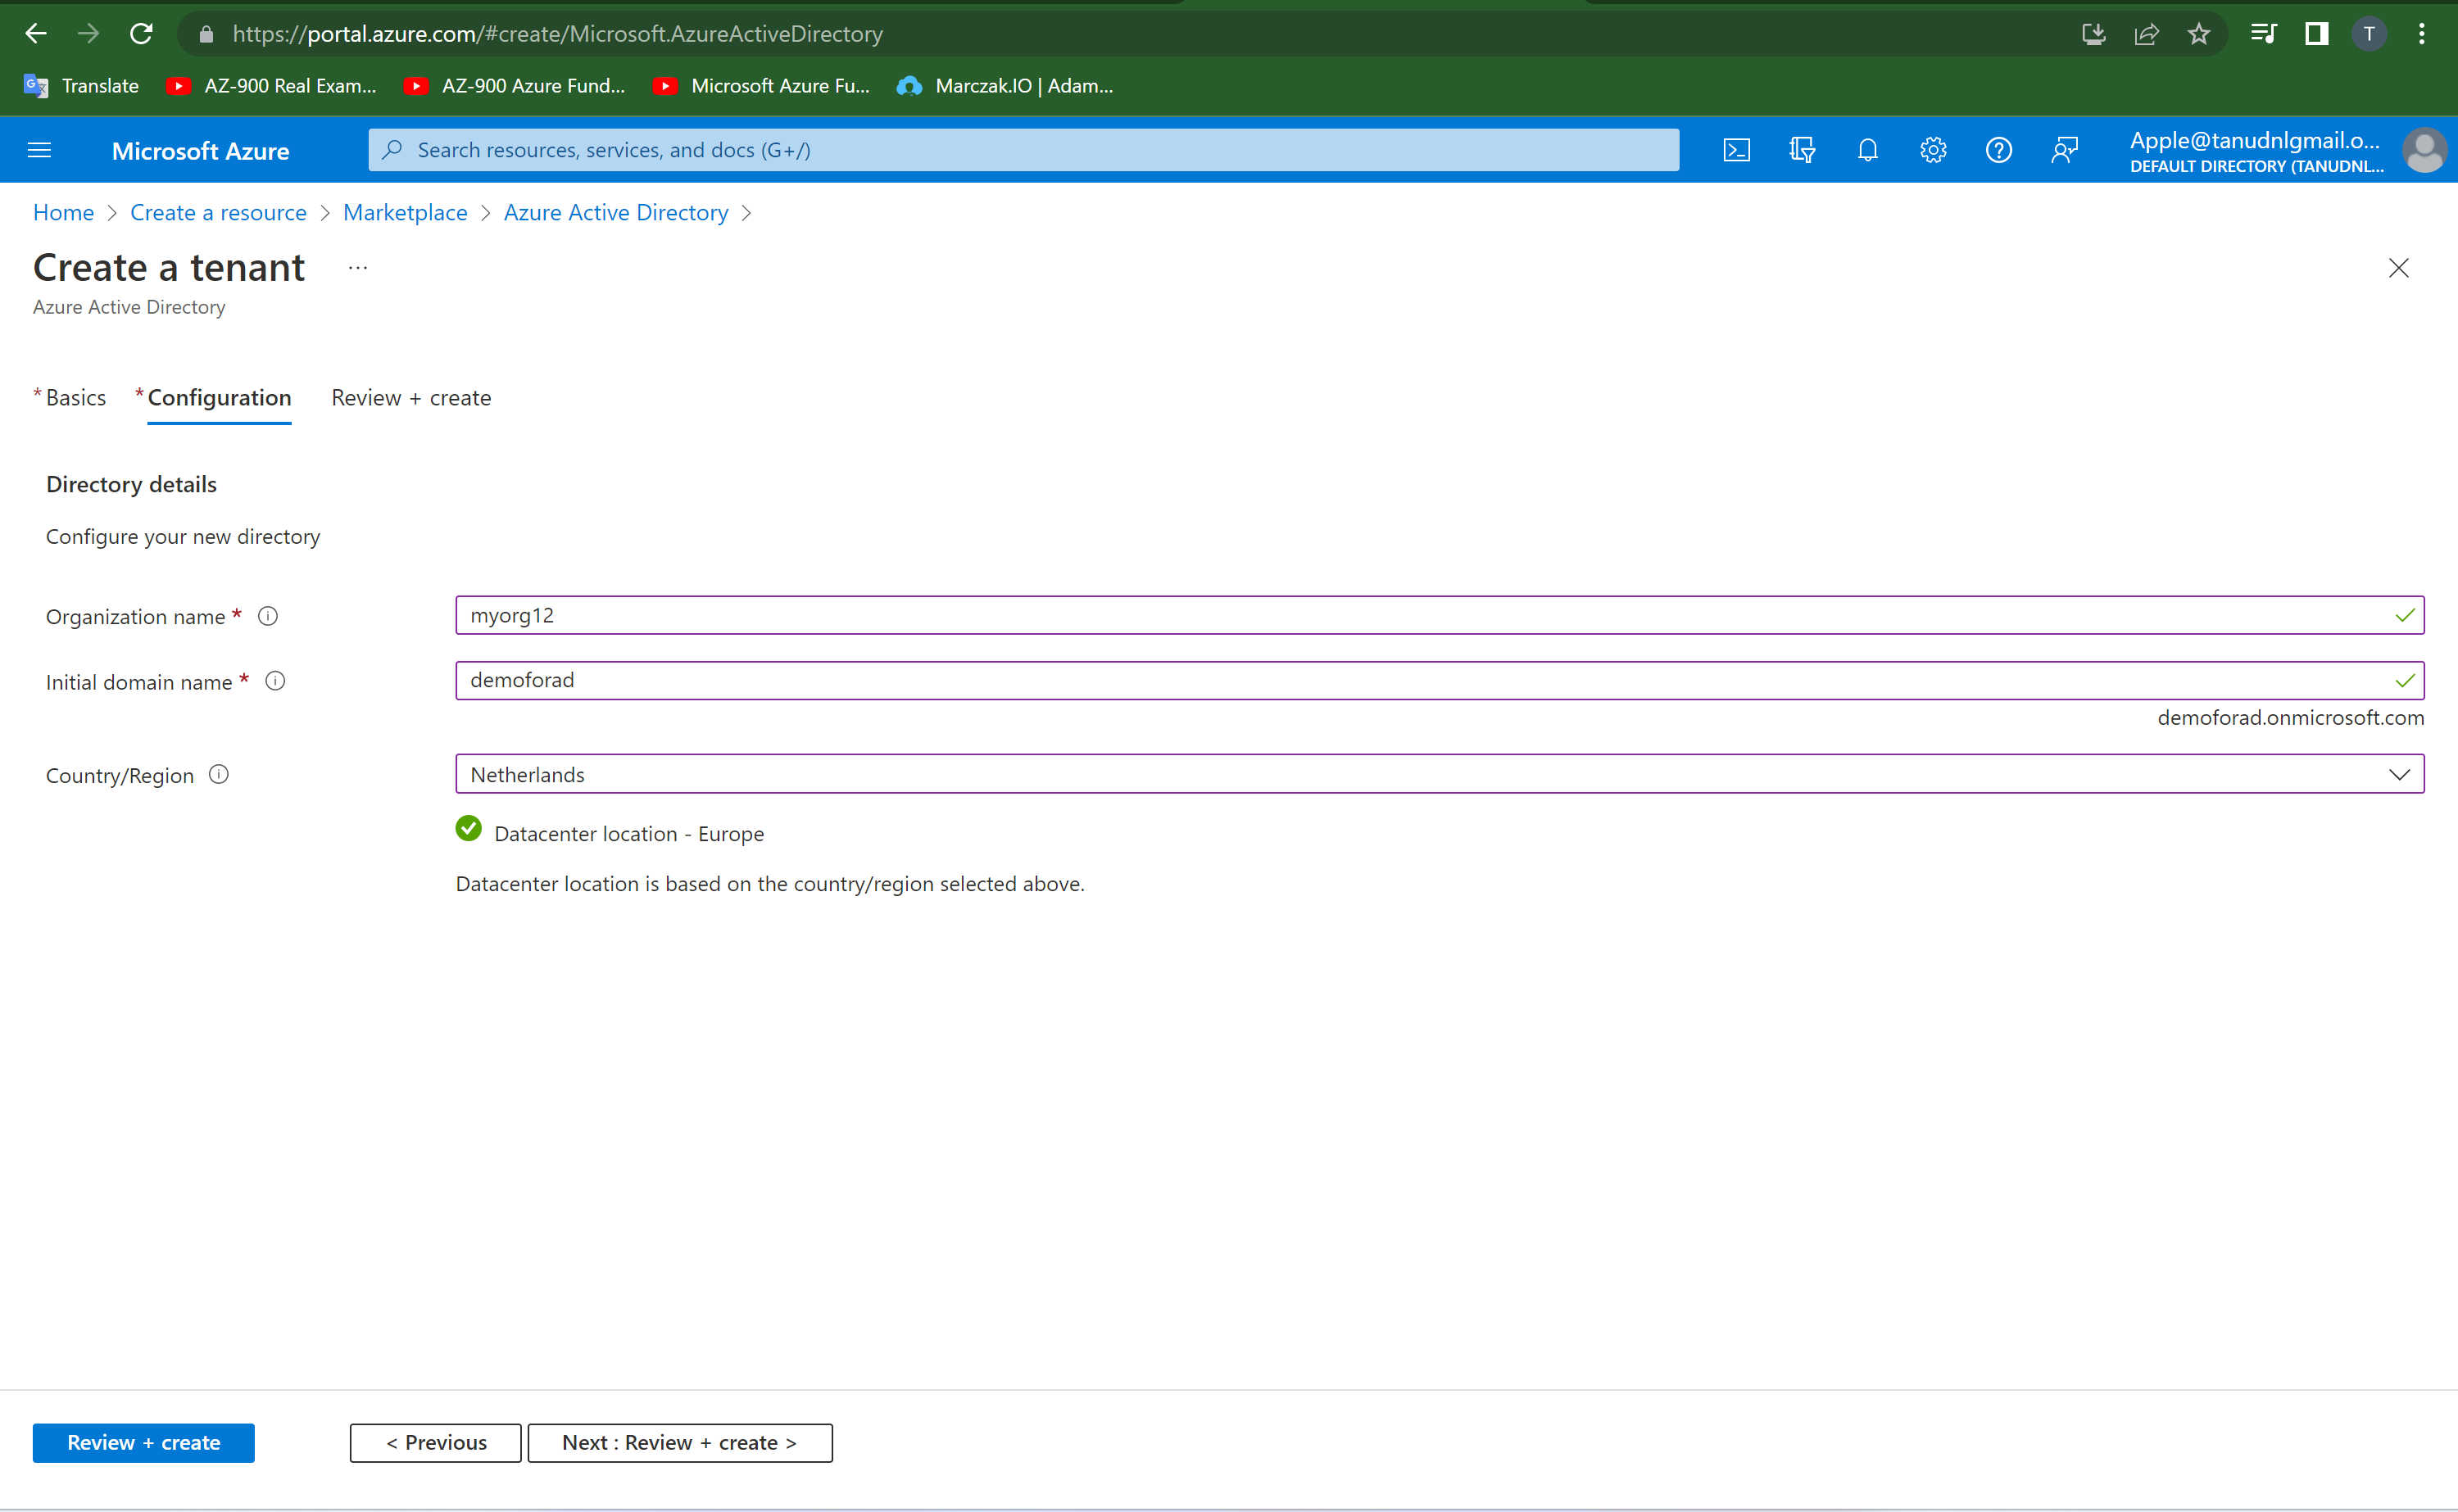 https://portal.azure.com/#create/Microsoft.AzureActiveDirectory
T
Translate AZ-900 Real Exam... AZ-900 Azure Fund... Microsoft Azure Fu... Marczak.IO | Adam...
Microsoft Azure
Search resources, services, and docs (G+/)
Apple@tanudnlgmail.o...
DEFAULT DIRECTORY (TANUDNL...
Home > Create a resource > Marketplace > Azure Active Directory >
Create a tenant ...
Azure Active Directory
* Basics * Configuration Review + create
Directory details
Configure your new directory
Organization name * myorg12
Initial domain name * demoforad
demoforad.onmicrosoft.com
Country/Region Netherlands
Datacenter location - Europe
Datacenter location is based on the country/region selected above.
Review + create < Previous Next : Review + create >